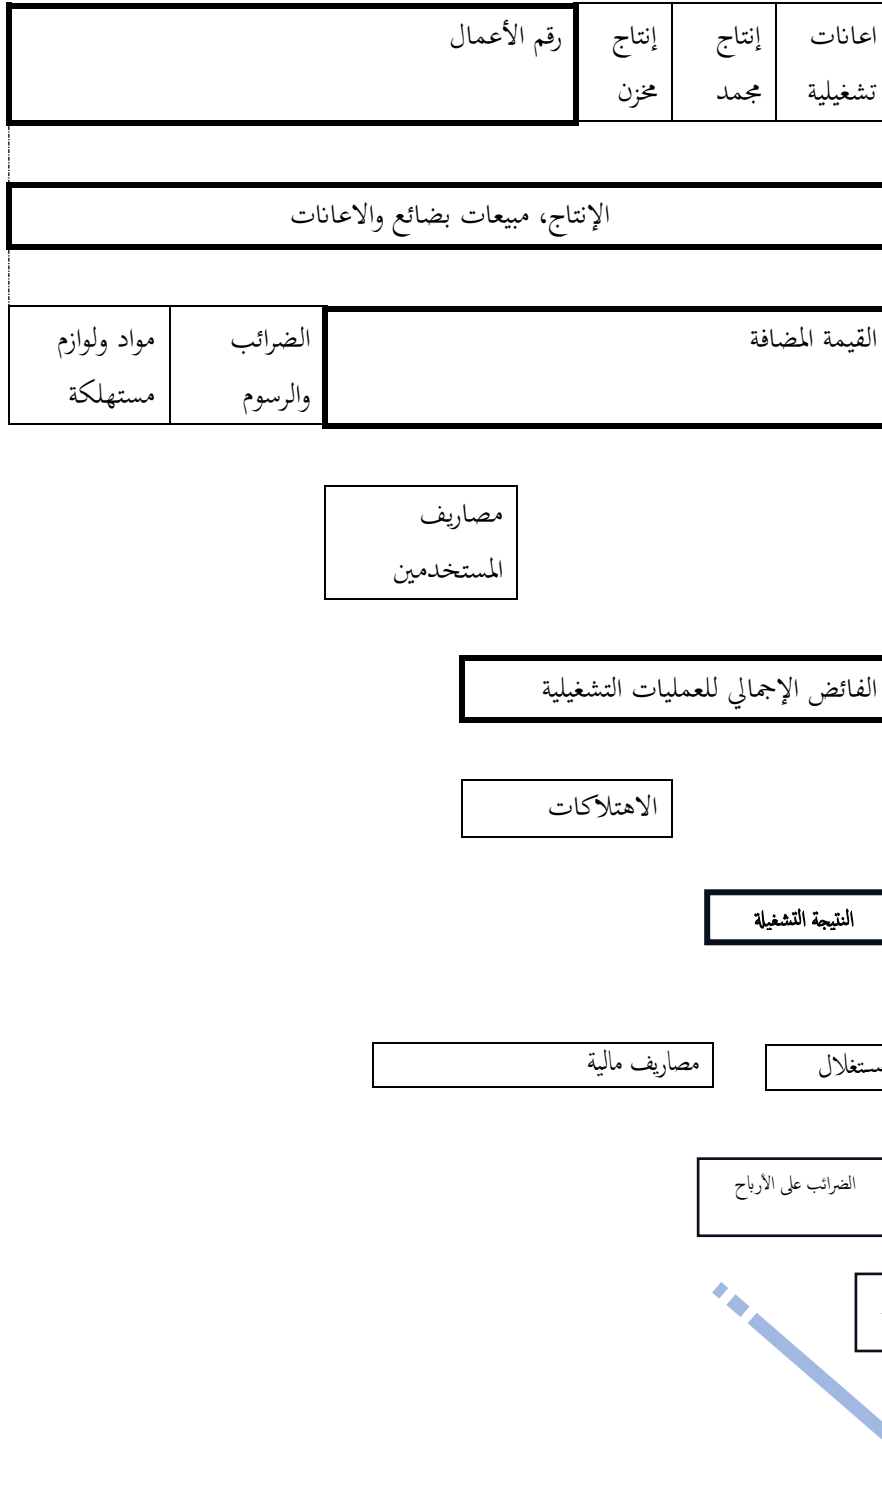 اعانات
تشغيلية
إنتاج
مجمد
إنتاج
مخزن
رقم الأعمال
الإنتاج، مبيعات بضائع والاعانات
القيمة المضافة
الضرائب
والرسوم
مواد ولوازم
مستهلكة
مصاريف
المستخدمين
الفائض الإجمالي للعمليات التشغيلية
الاهتلاكات
النتيجة التشغيلة
ستغلال
مصاريف مالية
الضرائب على الأرباح